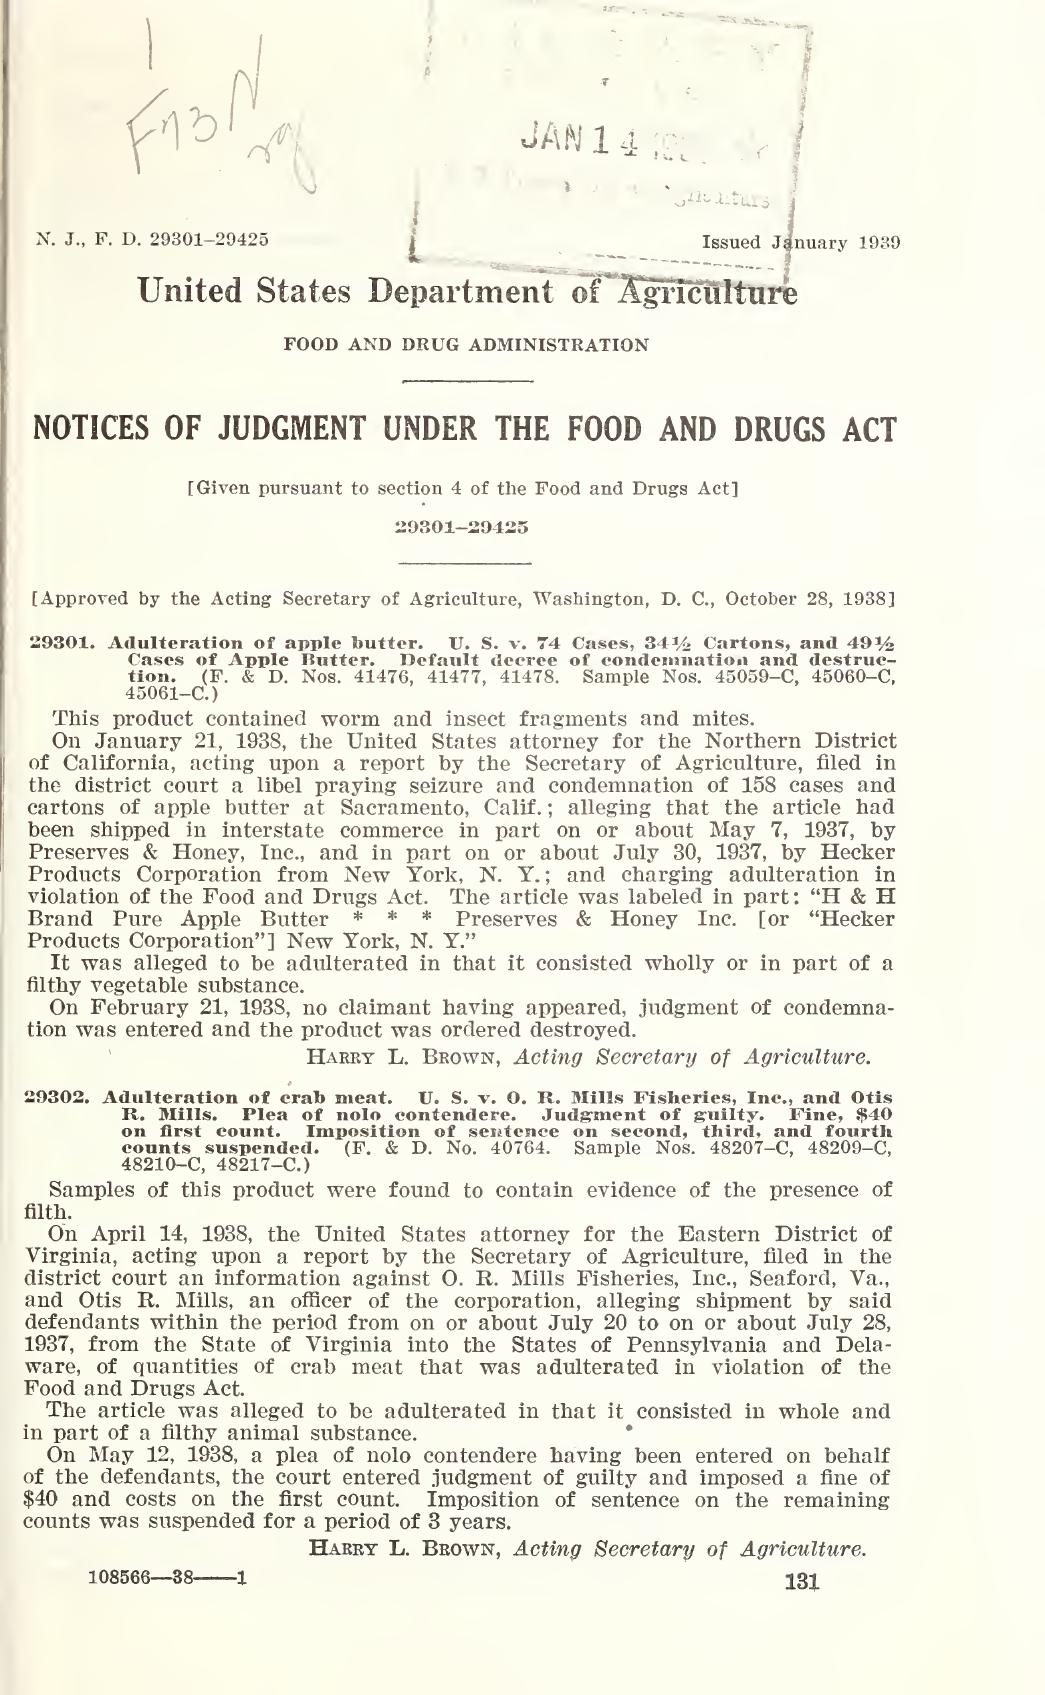 1
F73N
JAN 14
N. J., F. D. 29301–29425
Issued January 1939
United States Department of Agriculture
FOOD AND DRUG ADMINISTRATION
NOTICES OF JUDGMENT UNDER THE FOOD AND DRUGS ACT
[Given pursuant to section 4 of the Food and Drugs Act]
29301–29425
[Approved by the Acting Secretary of Agriculture, Washington, D. C., October 28, 1938]
29301. Adulteration of apple butter. U. S. v. 74 Cases, 34½ Cartons, and 49½
Cases of Apple Butter. Default decree of condemnation and destruc-
tion. (F. & D. Nos. 41476, 41477, 41478. Sample Nos. 45059–C, 45060–C,
45061–C.)
This product contained worm and insect fragments and mites.
On January 21, 1938, the United States attorney for the Northern District
of California, acting upon a report by the Secretary of Agriculture, filed in
the district court a libel praying seizure and condemnation of 158 cases and
cartons of apple butter at Sacramento, Calif.; alleging that the article had
been shipped in interstate commerce in part on or about May 7, 1937, by
Preserves & Honey, Inc., and in part on or about July 30, 1937, by Hecker
Products Corporation from New York, N. Y.; and charging adulteration in
violation of the Food and Drugs Act. The article was labeled in part: “H & H
Brand Pure Apple Butter * * * Preserves & Honey Inc. [or “Hecker
Products Corporation”] New York, N. Y.”
It was alleged to be adulterated in that it consisted wholly or in part of a
filthy vegetable substance.
On February 21, 1938, no claimant having appeared, judgment of condemna-
tion was entered and the product was ordered destroyed.
HARRY L. BROWN, Acting Secretary of Agriculture.
29302. Adulteration of crab meat. U. S. v. O. R. Mills Fisheries, Inc., and Otis
R. Mills. Plea of nolo contendere. Judgment of guilty. Fine, $40
on first count. Imposition of sentence on second, third, and fourth
counts suspended. (F. & D. No. 40764. Sample Nos. 48207–C, 48209–C,
48210–C, 48217–C.)
Samples of this product were found to contain evidence of the presence of
filth.
On April 14, 1938, the United States attorney for the Eastern District of
Virginia, acting upon a report by the Secretary of Agriculture, filed in the
district court an information against O. R. Mills Fisheries, Inc., Seaford, Va.,
and Otis R. Mills, an officer of the corporation, alleging shipment by said
defendants within the period from on or about July 20 to on or about July 28,
1937, from the State of Virginia into the States of Pennsylvania and Dela-
ware, of quantities of crab meat that was adulterated in violation of the
Food and Drugs Act.
The article was alleged to be adulterated in that it consisted in whole and
in part of a filthy animal substance.
On May 12, 1938, a plea of nolo contendere having been entered on behalf
of the defendants, the court entered judgment of guilty and imposed a fine of
$40 and costs on the first count. Imposition of sentence on the remaining
counts was suspended for a period of 3 years.
HARRY L. BROWN, Acting Secretary of Agriculture.
108566—38——1
131